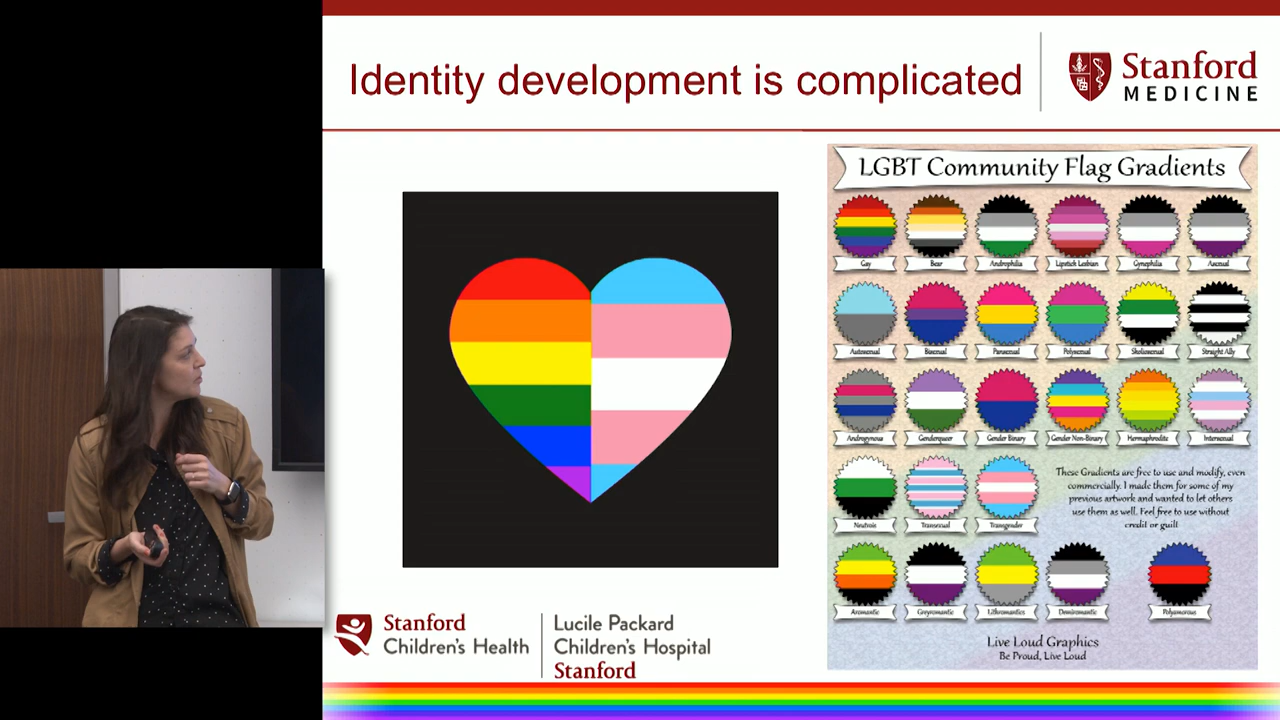 Identity development is complicated
Stanford
MEDICINE
LGBT Community Flag Gradients
Gay
Bear
Androphilia
Lipstick Lesbian
Gynephilia
Asexual
Autosexual
Bisexual
Pansexual
Polysexual
Skoliosexual
Straight Ally
Androgynous
Genderqueer
Gender Binary
Gender Non-Binary
Hermaphrodite
Intersexual
Neutrois
Transexual
Transgender
These Gradients are free to use and modify, even
commercially. I made them for some of my
previous artwork and wanted to let others
use them as well. Feel free to use without
credit or guilt
Aromantic
Greyromantic
Lithromantics
Demiromantic
Polyamorous
Live Loud Graphics
Be Proud, Live Loud
Stanford
Children's Health
Lucile Packard
Children's Hospital
Stanford